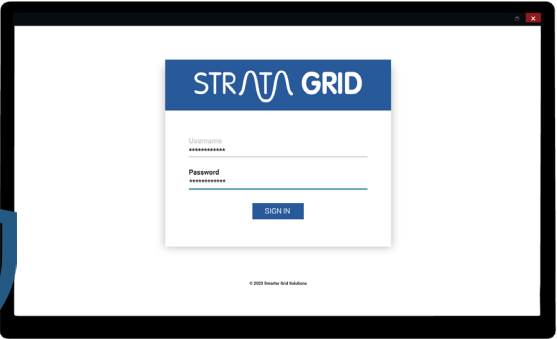 STRATA GRID
Username
************
Password
************
SIGN IN
© 2023 Smarter Grid Solutions